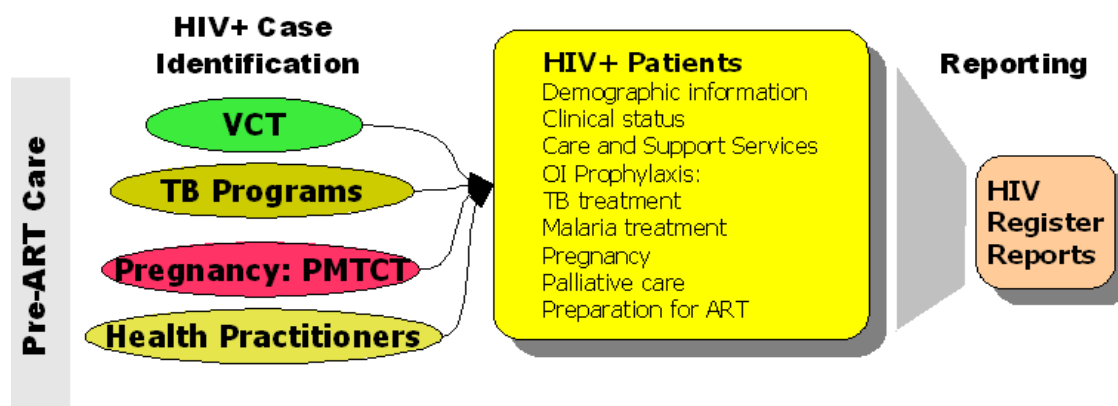 HIV+ Case
Identification
Pre-ART Care
VCT
TB Programs
Pregnancy: PMTCT
Health Practitioners
HIV+ Patients
Demographic information
Clinical status
Care and Support Services
OI Prophylaxis:
TB treatment
Malaria treatment
Pregnancy
Palliative care
Preparation for ART
Reporting
HIV
Register
Reports